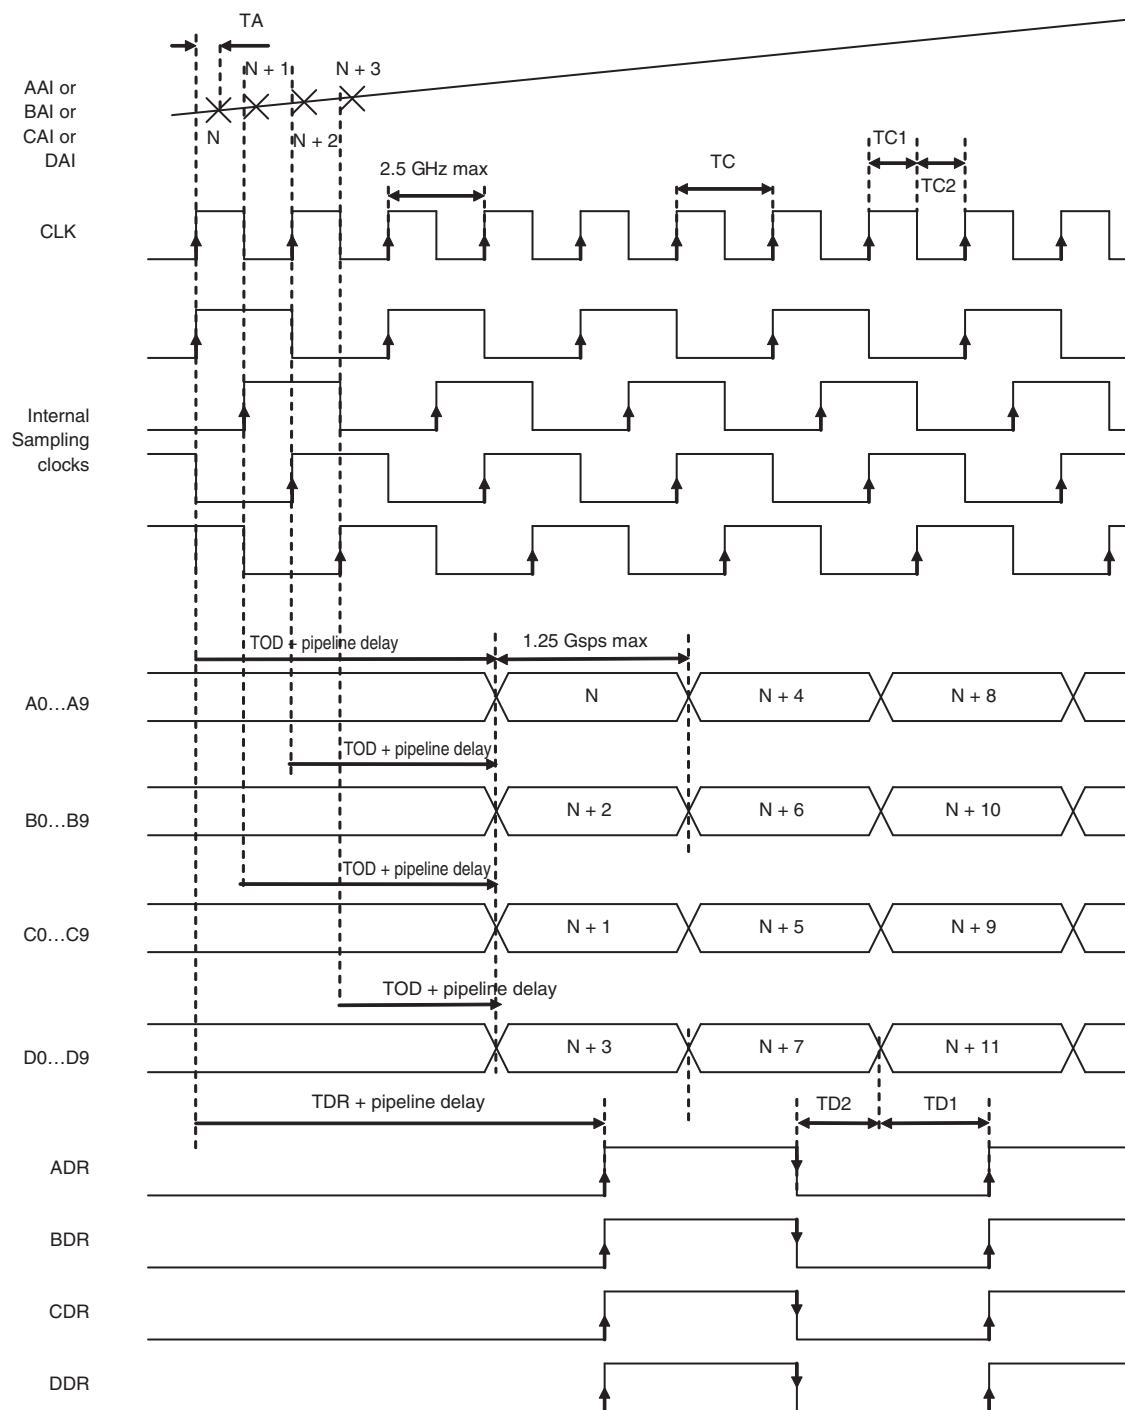 TA
N + 1
N + 3
AAI or
BAI or
CAI or
DAI
N
N + 2
2.5 GHz max
TC
TC1
TC2
CLK
Internal
Sampling
clocks
TOD + pipeline delay
1.25 Gsps max
A0…A9
N
N + 4
N + 8
TOD + pipeline delay
B0…B9
N + 2
N + 6
N + 10
TOD + pipeline delay
C0…C9
N + 1
N + 5
N + 9
TOD + pipeline delay
D0…D9
N + 3
N + 7
N + 11
TDR + pipeline delay
TD2
TD1
ADR
BDR
CDR
DDR